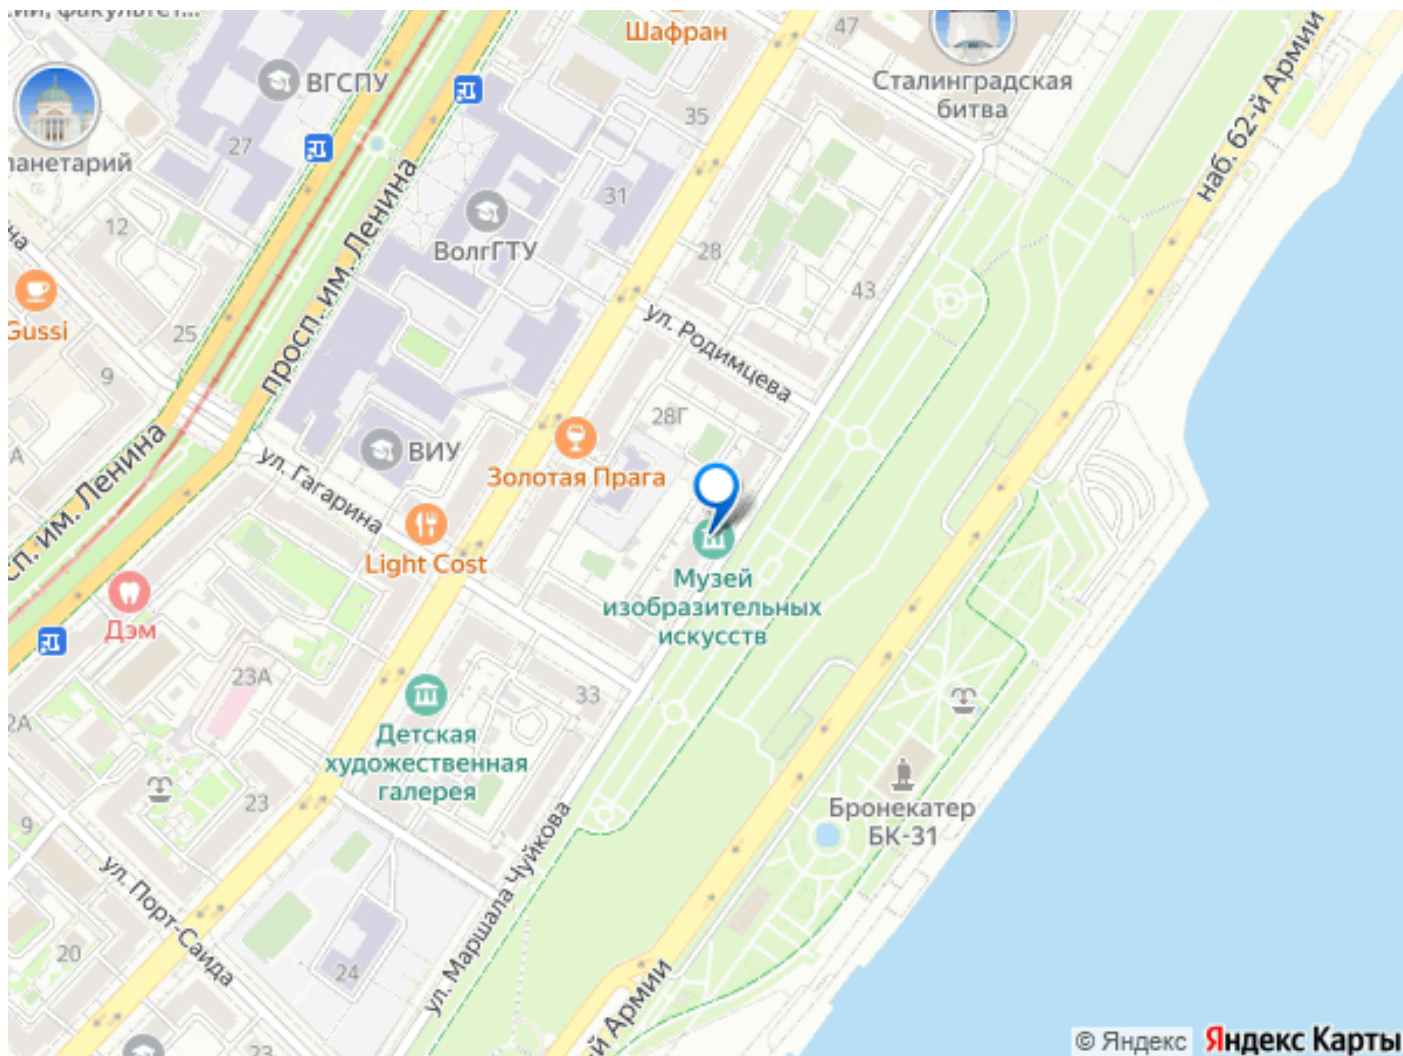 Шафран
47
Сталинградская
битва
наб. 62-й Армии
ВГСПУ
35
27
ланетарий
31
12
ВолгГТУ
просп. им. Ленина
28
43
Gussi
25
ул. Родимцева
9
28Г
ВИУ
Золотая Прага
ул. Гагарина
сп. им. Ленина
Light Cost
Музей
изобразительных
искусств
Дэм
23А
33
2А
Детская
художественная
галерея
23
Бронекатер
БК-31
9
ул. Маршала Чуйкова
ул. Порт-Саида
20
24
й Армии
23
© Яндекс Яндекс Карты